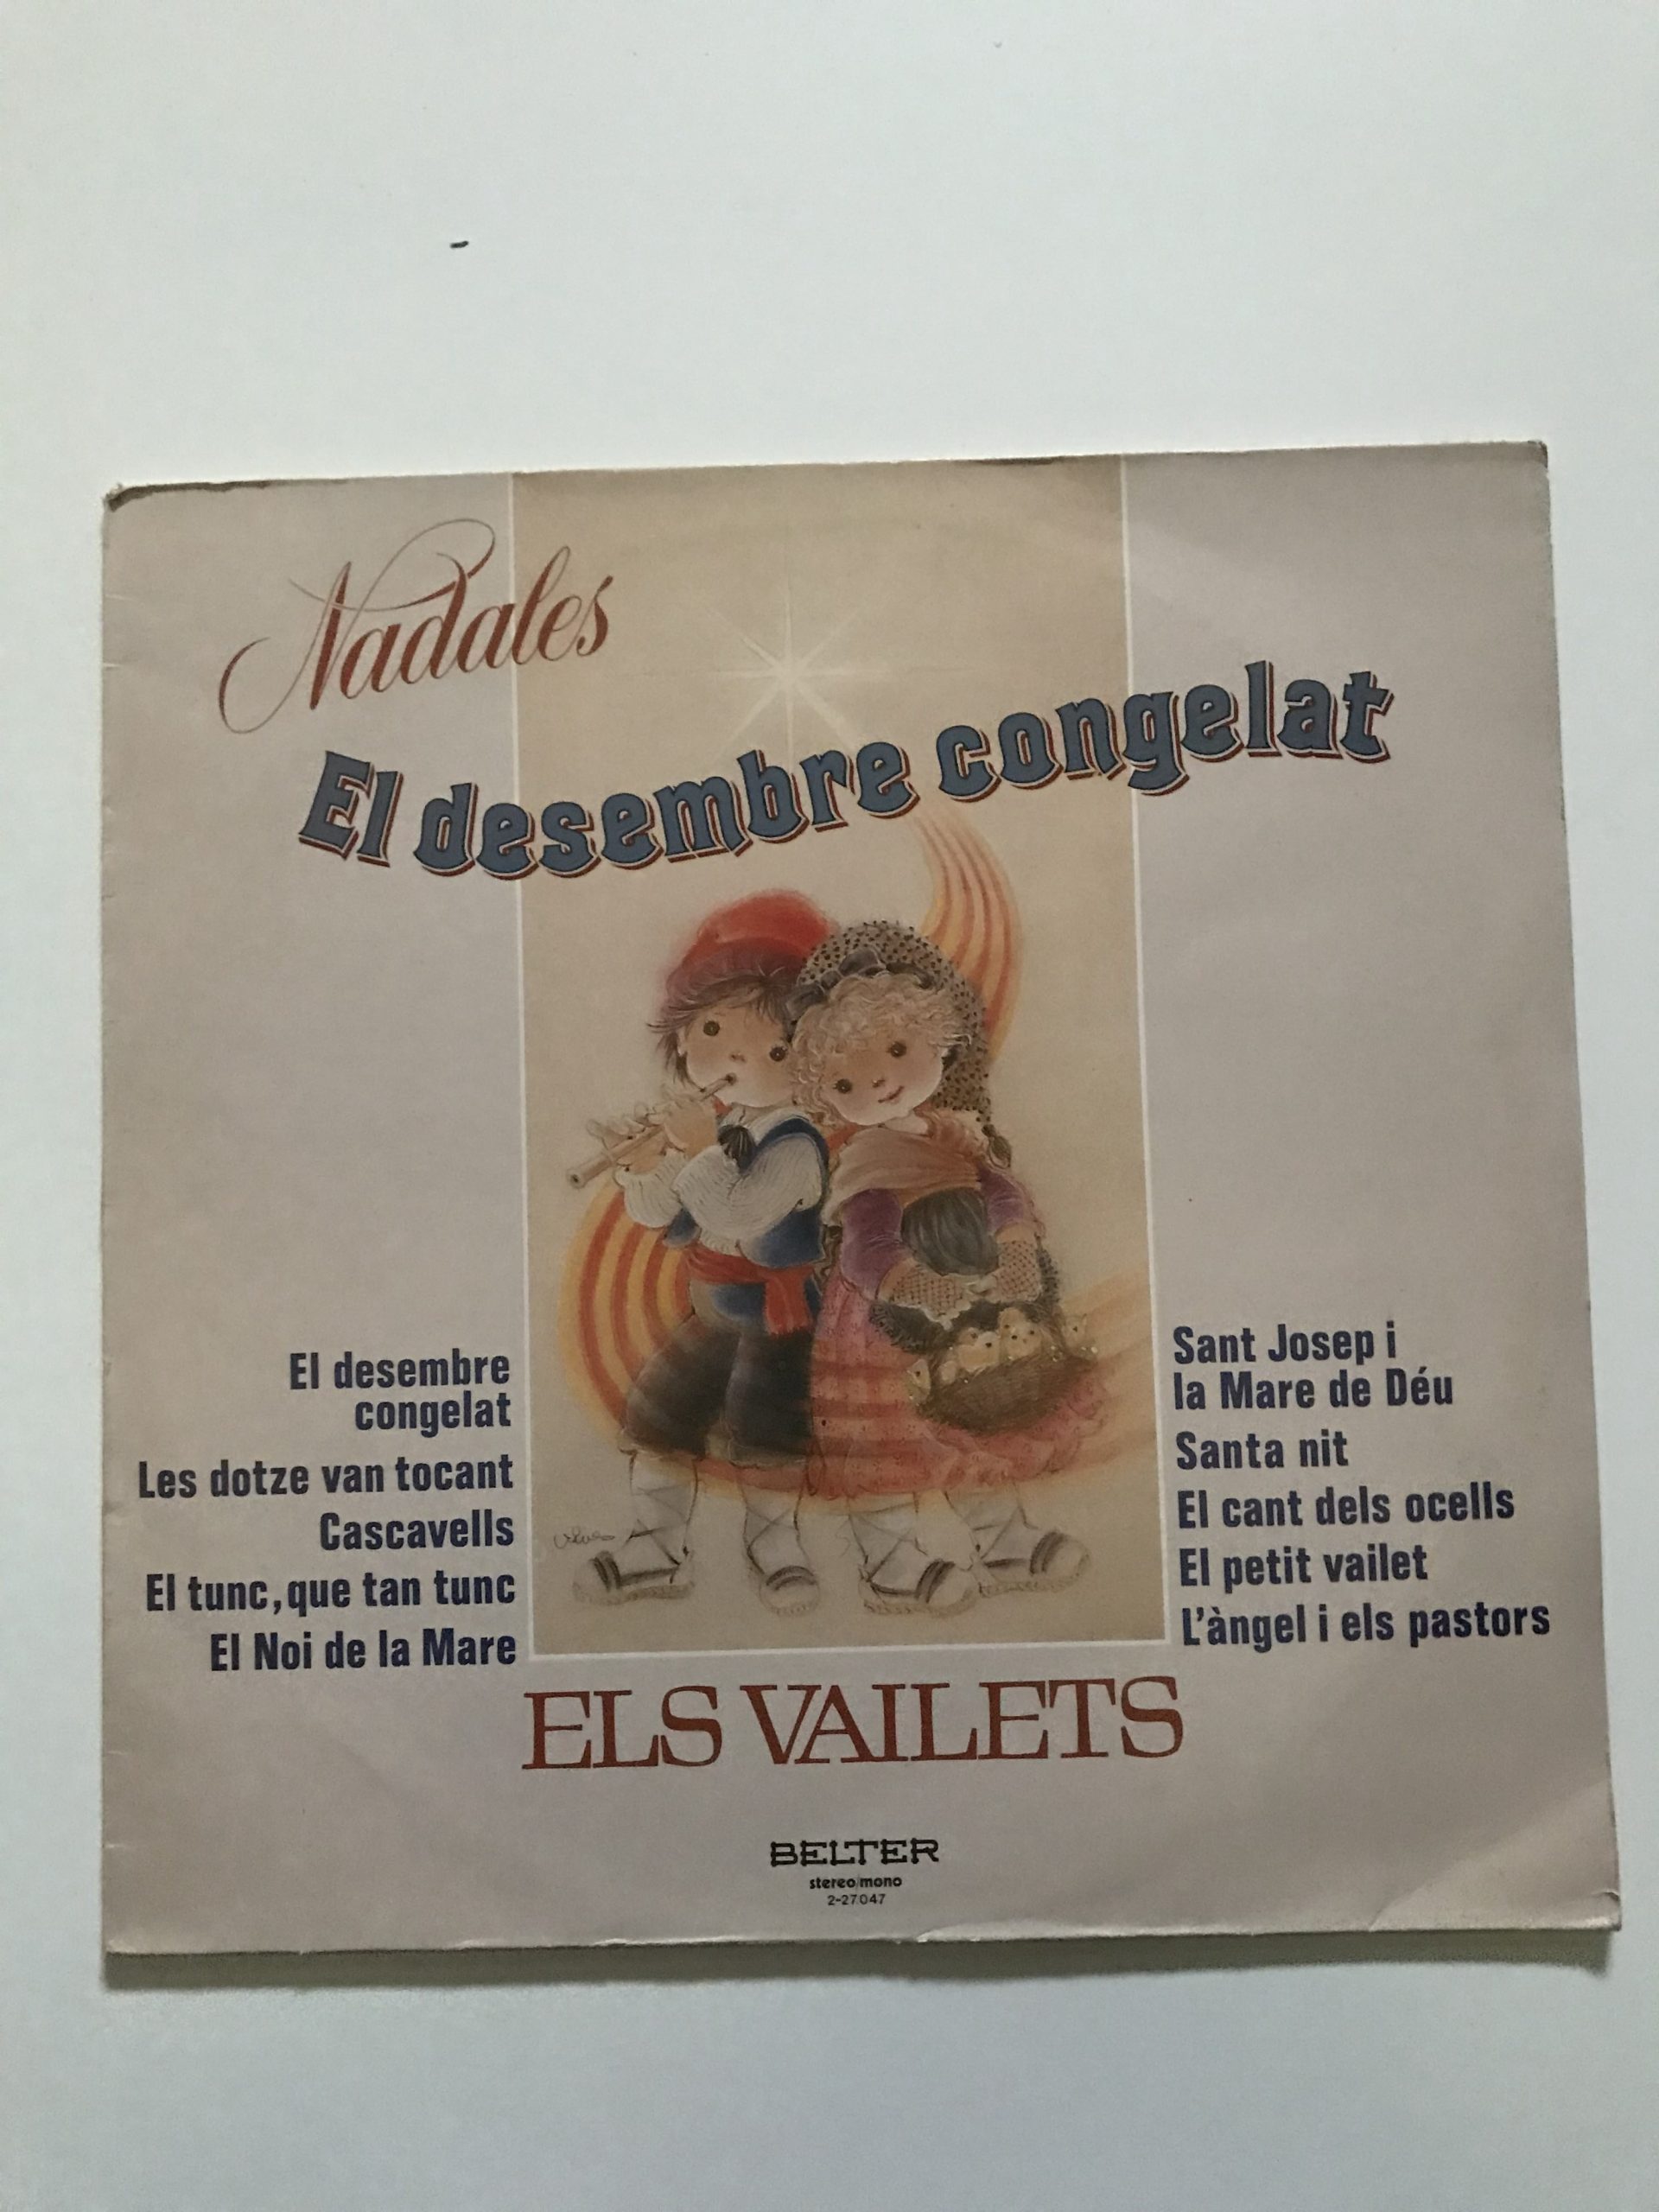 Nadales
El desembre congelat
El desembre
congelat
Les dotze van tocant
Cascavells
El tunc, que tan tunc
El Noi de la Mare
Sant Josep i
la Mare de Déu
Santa nit
El cant dels ocells
El petit vailet
L'àngel i els pastors
ELS VAILETS
BELTER
stereo/mono
2-27047